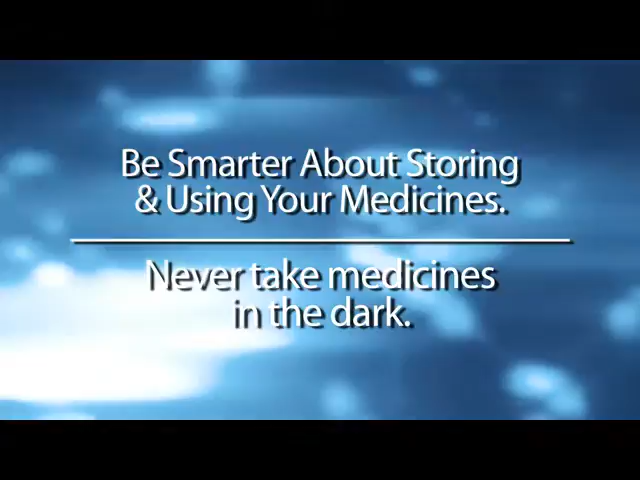 Be Smarter About Storing
& Using Your Medicines.
Never take medicines
in the dark.